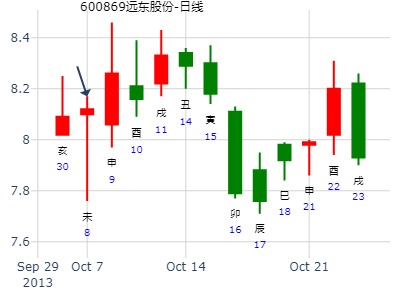 600869远东股份-日线
8.4
8.2
8
7.8
7.6
亥
30
未
8
申
9
酉
10
戌
11
丑
14
寅
15
卯
16
辰
17
巳
18
申
21
酉
22
戌
23
Sep 29
2013
Oct 7
Oct 14
Oct 21